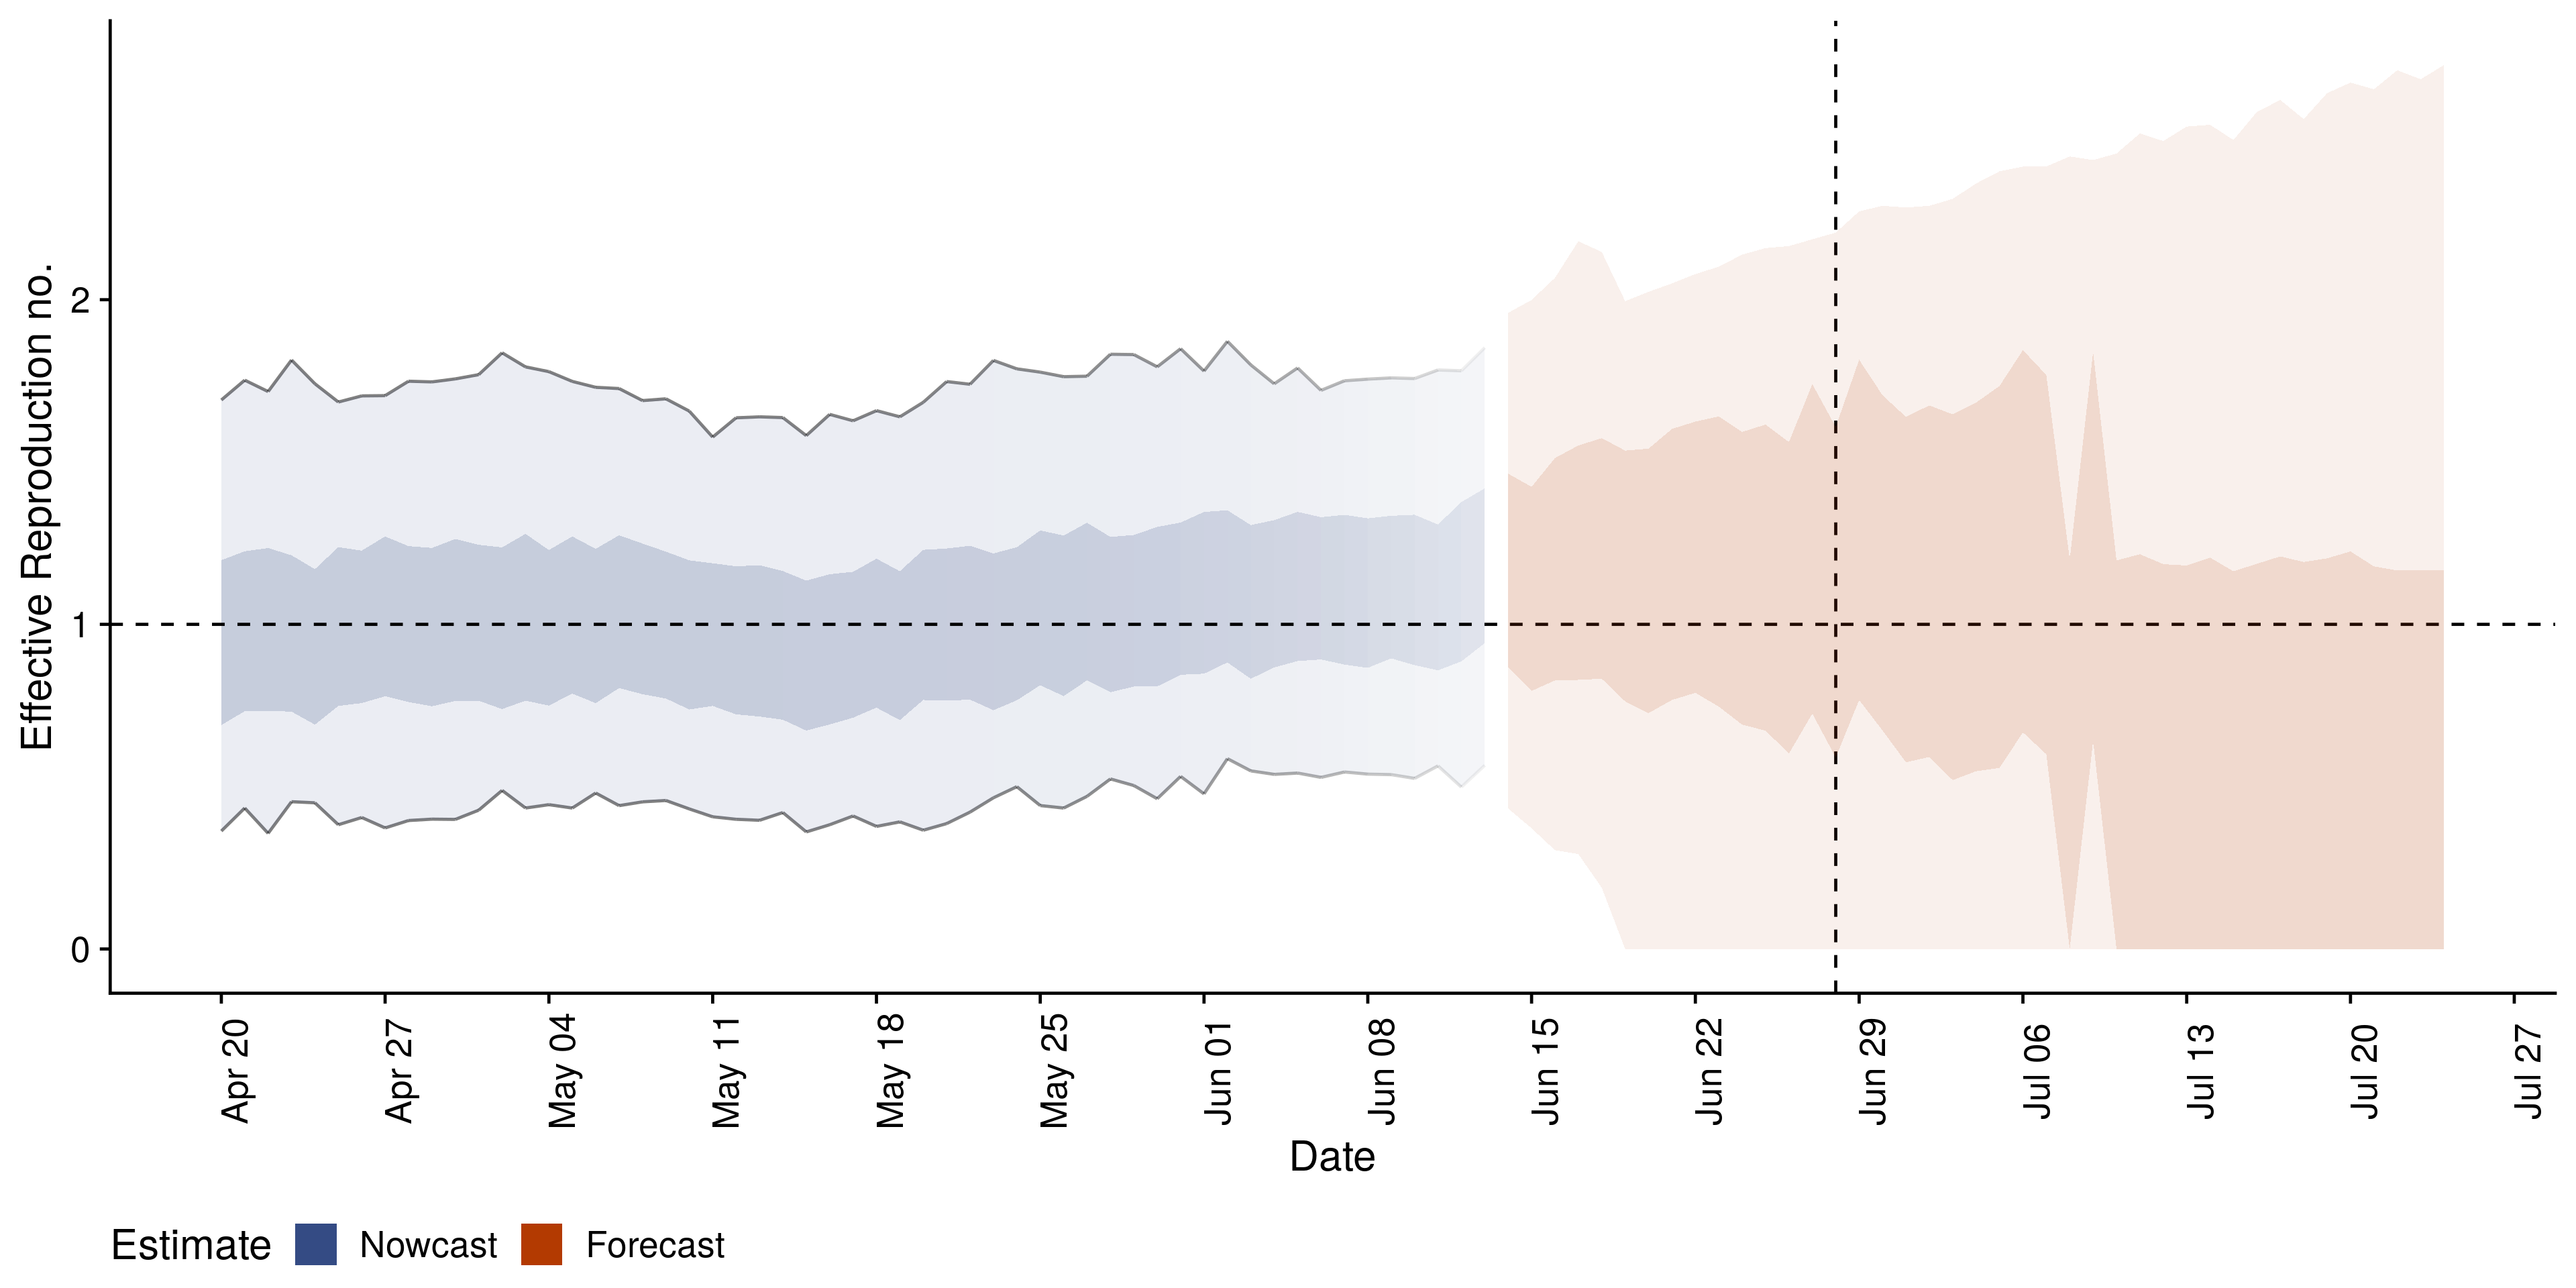 Effective Reproduction no.
2
1
0
Apr 20
Apr 27
May 04
May 11
May 18
May 25
Jun 01
Jun 08
Jun 15
Jun 22
Jun 29
Jul 06
Jul 13
Jul 20
Jul 27
Date
Estimate Nowcast Forecast